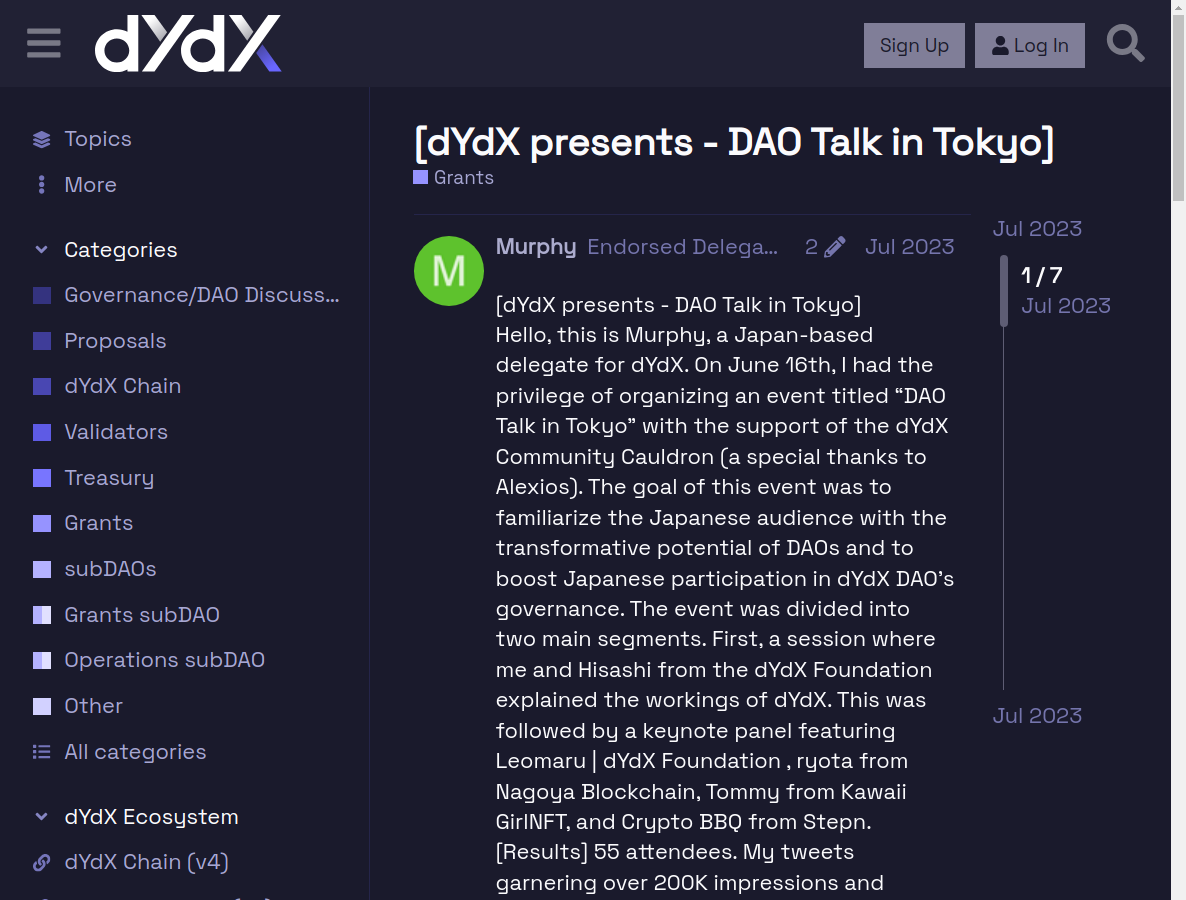 dYdX
Sign Up
Log In
Topics
More
Categories
Governance/DAO Discuss...
Proposals
dYdX Chain
Validators
Treasury
Grants
subDAOs
Grants subDAO
Operations subDAO
Other
All categories
dYdX Ecosystem
dYdX Chain (v4)
[dYdX presents - DAO Talk in Tokyo]
Grants
M
Murphy Endorsed Delega... 2 Jul 2023
[dYdX presents - DAO Talk in Tokyo]
Hello, this is Murphy, a Japan-based
delegate for dYdX. On June 16th, I had the
privilege of organizing an event titled “DAO
Talk in Tokyo” with the support of the dYdX
Community Cauldron (a special thanks to
Alexios). The goal of this event was to
familiarize the Japanese audience with the
transformative potential of DAOs and to
boost Japanese participation in dYdX DAO’s
governance. The event was divided into
two main segments. First, a session where
me and Hisashi from the dYdX Foundation
explained the workings of dYdX. This was
followed by a keynote panel featuring
Leomaru | dYdX Foundation , ryota from
Nagoya Blockchain, Tommy from Kawaii
GirlNFT, and Crypto BBQ from Stepn.
[Results] 55 attendees. My tweets
garnering over 200K impressions and
Jul 2023
1 / 7
Jul 2023
Jul 2023